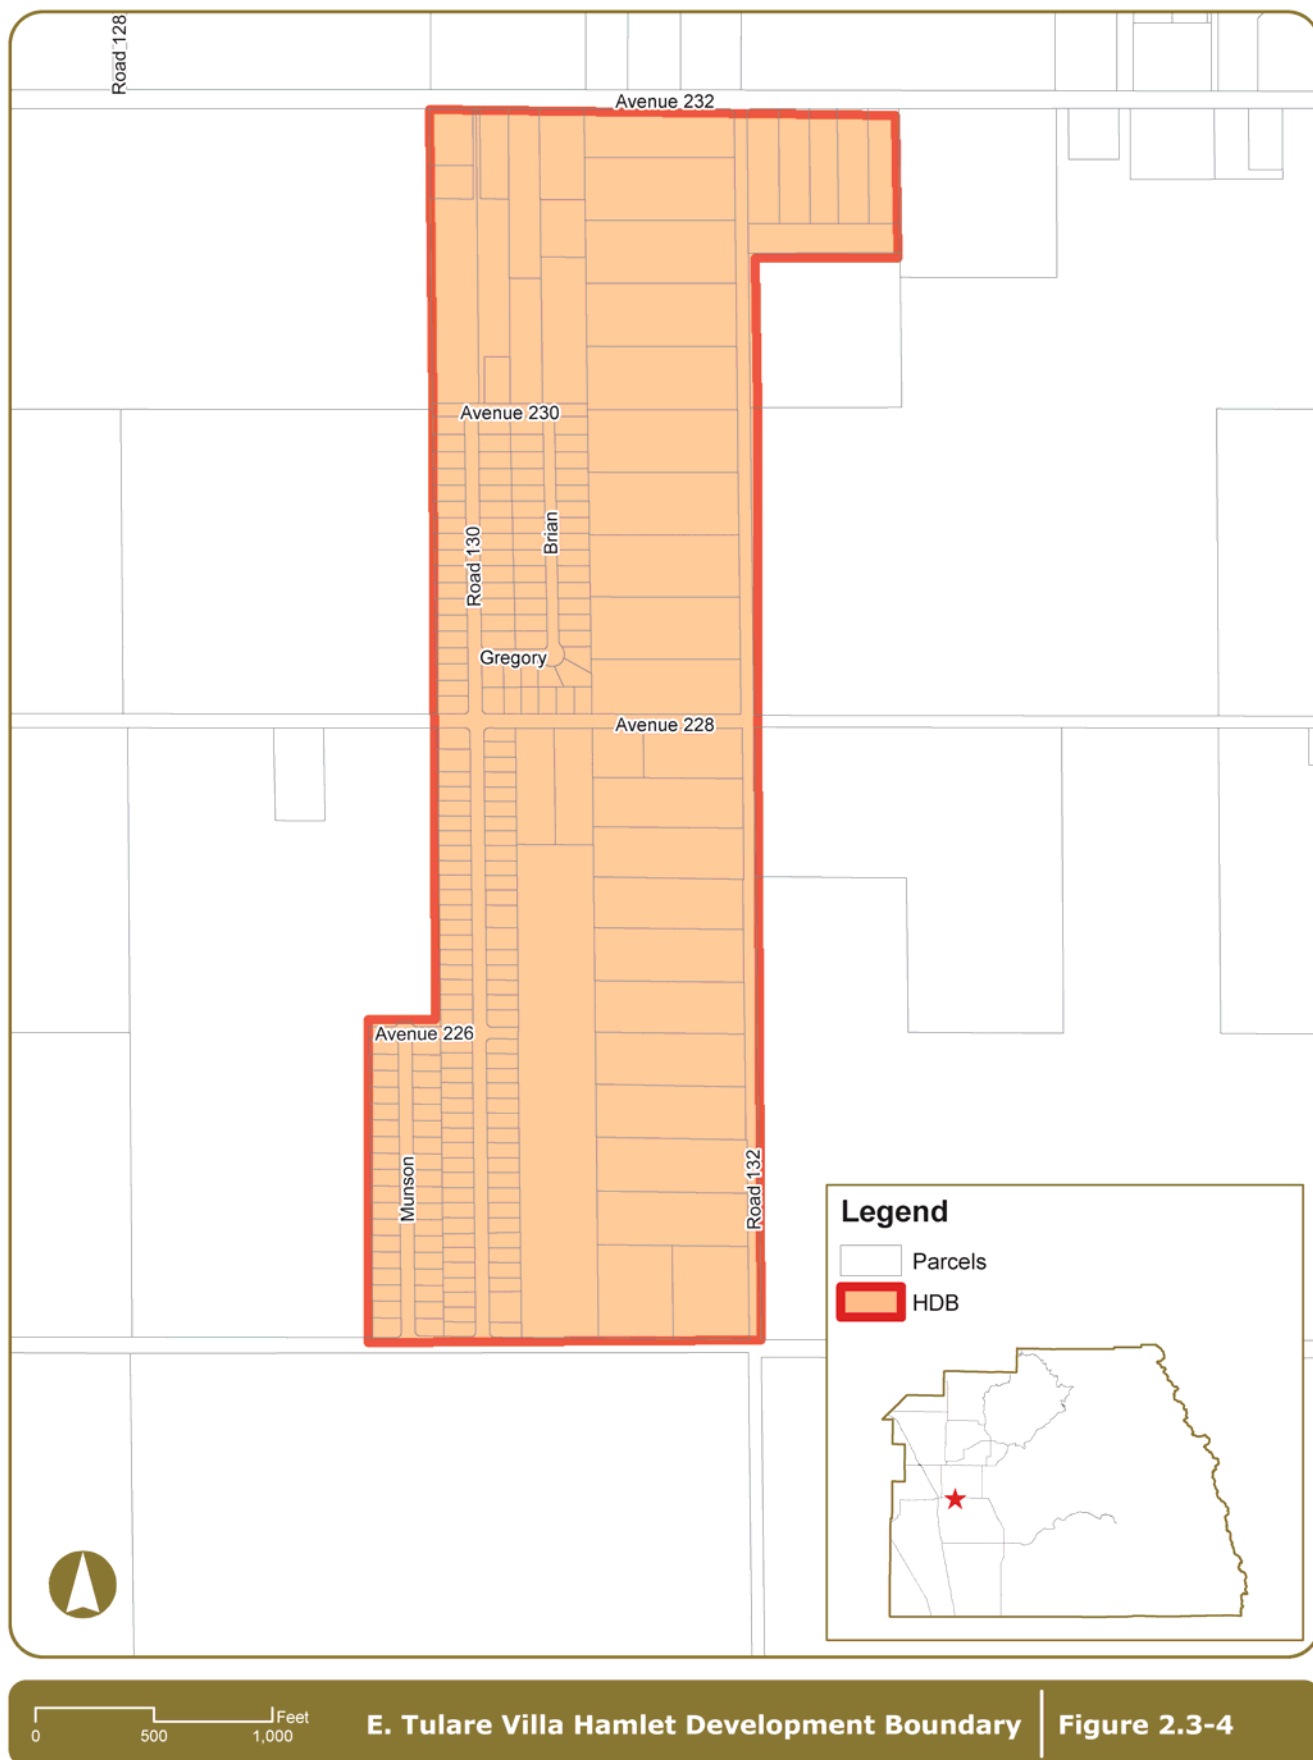 Road 128
Avenue 232
Avenue 230
Brian
Road 130
Gregory
Avenue 228
Avenue 226
Munson
Road 132
Legend
Parcels
HDB
Feet
0 500 1,000
E. Tulare Villa Hamlet Development Boundary
Figure 2.3-4